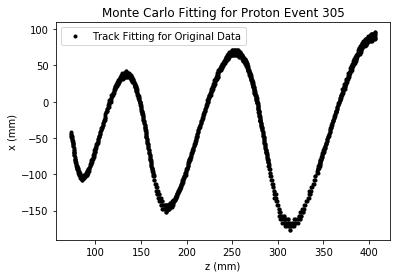 Monte Carlo Fitting for Proton Event 305
Track Fitting for Original Data
100
50
0
−50
−100
−150
x (mm)
100 150 200 250 300 350 400
z (mm)